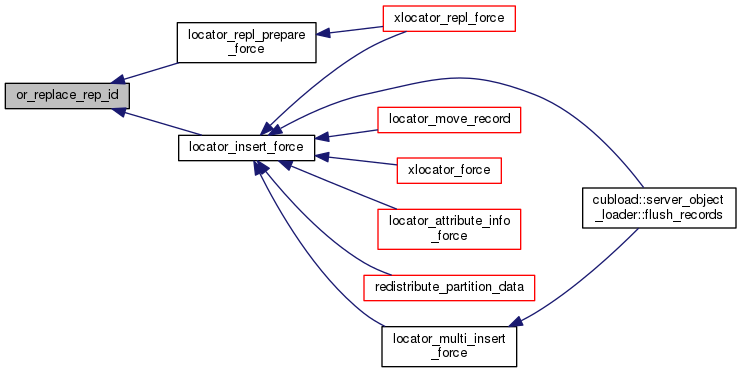 locator_repl_prepare
_force
xlocator_repl_force
or_replace_rep_id
locator_insert_force
locator_move_record
xlocator_force
locator_attribute_info
_force
redistribute_partition_data
locator_multi_insert
_force
cubload::server_object
_loader::flush_records